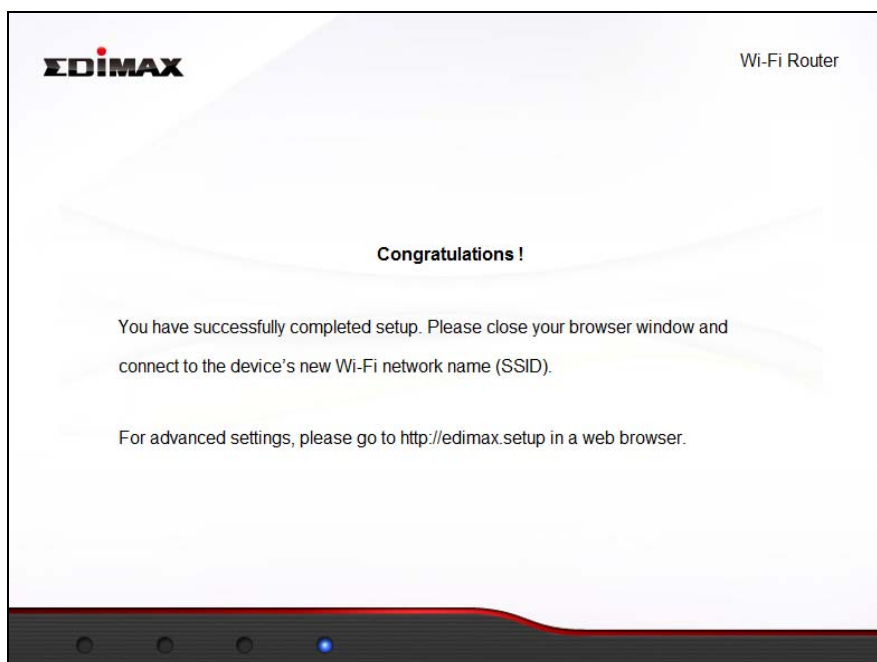 EDIMAX
Wi-Fi Router
Congratulations !
You have successfully completed setup. Please close your browser window and
connect to the device’s new Wi-Fi network name (SSID).
For advanced settings, please go to http://edimax.setup in a web browser.